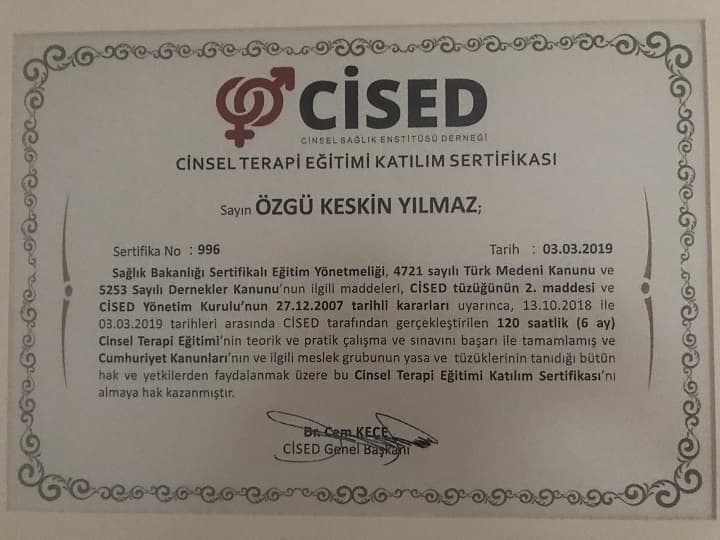 CİSED
CİNSEL SAĞLIK ENSTİTÜSÜ DERNEĞİ
CİNSEL TERAPİ EĞİTİMİ KATILIM SERTİFİKASI
Sayın ÖZGÜ KESKİN YILMAZ;
Sertifika No : 996 Tarih : 03.03.2019
Sağlık Bakanlığı Sertifikalı Eğitim Yönetmeliği, 4721 sayılı Türk Medeni Kanunu ve
5253 Sayılı Dernekler Kanunu'nun ilgili maddeleri, CİSED tüzüğünün 2. maddesi ve
CİSED Yönetim Kurulu'nun 27.12.2007 tarihli kararları uyarınca, 13.10.2018 ile
03.03.2019 tarihleri arasında CİSED tarafından gerçekleştirilen 120 saatlik (6 ay)
Cinsel Terapi Eğitimi'nin teorik ve pratik çalışma ve sınavını başarı ile tamamlamış ve
Cumhuriyet Kanunları'nın ve ilgili meslek grubunun yasa ve tüzüklerinin tanıdığı bütün
hak ve yetkilerden faydalanmak üzere bu Cinsel Terapi Eğitimi Katılım Sertifikası'nı
almaya hak kazanmıştır.
Dr. Cem KEÇE
CİSED Genel Başkanı